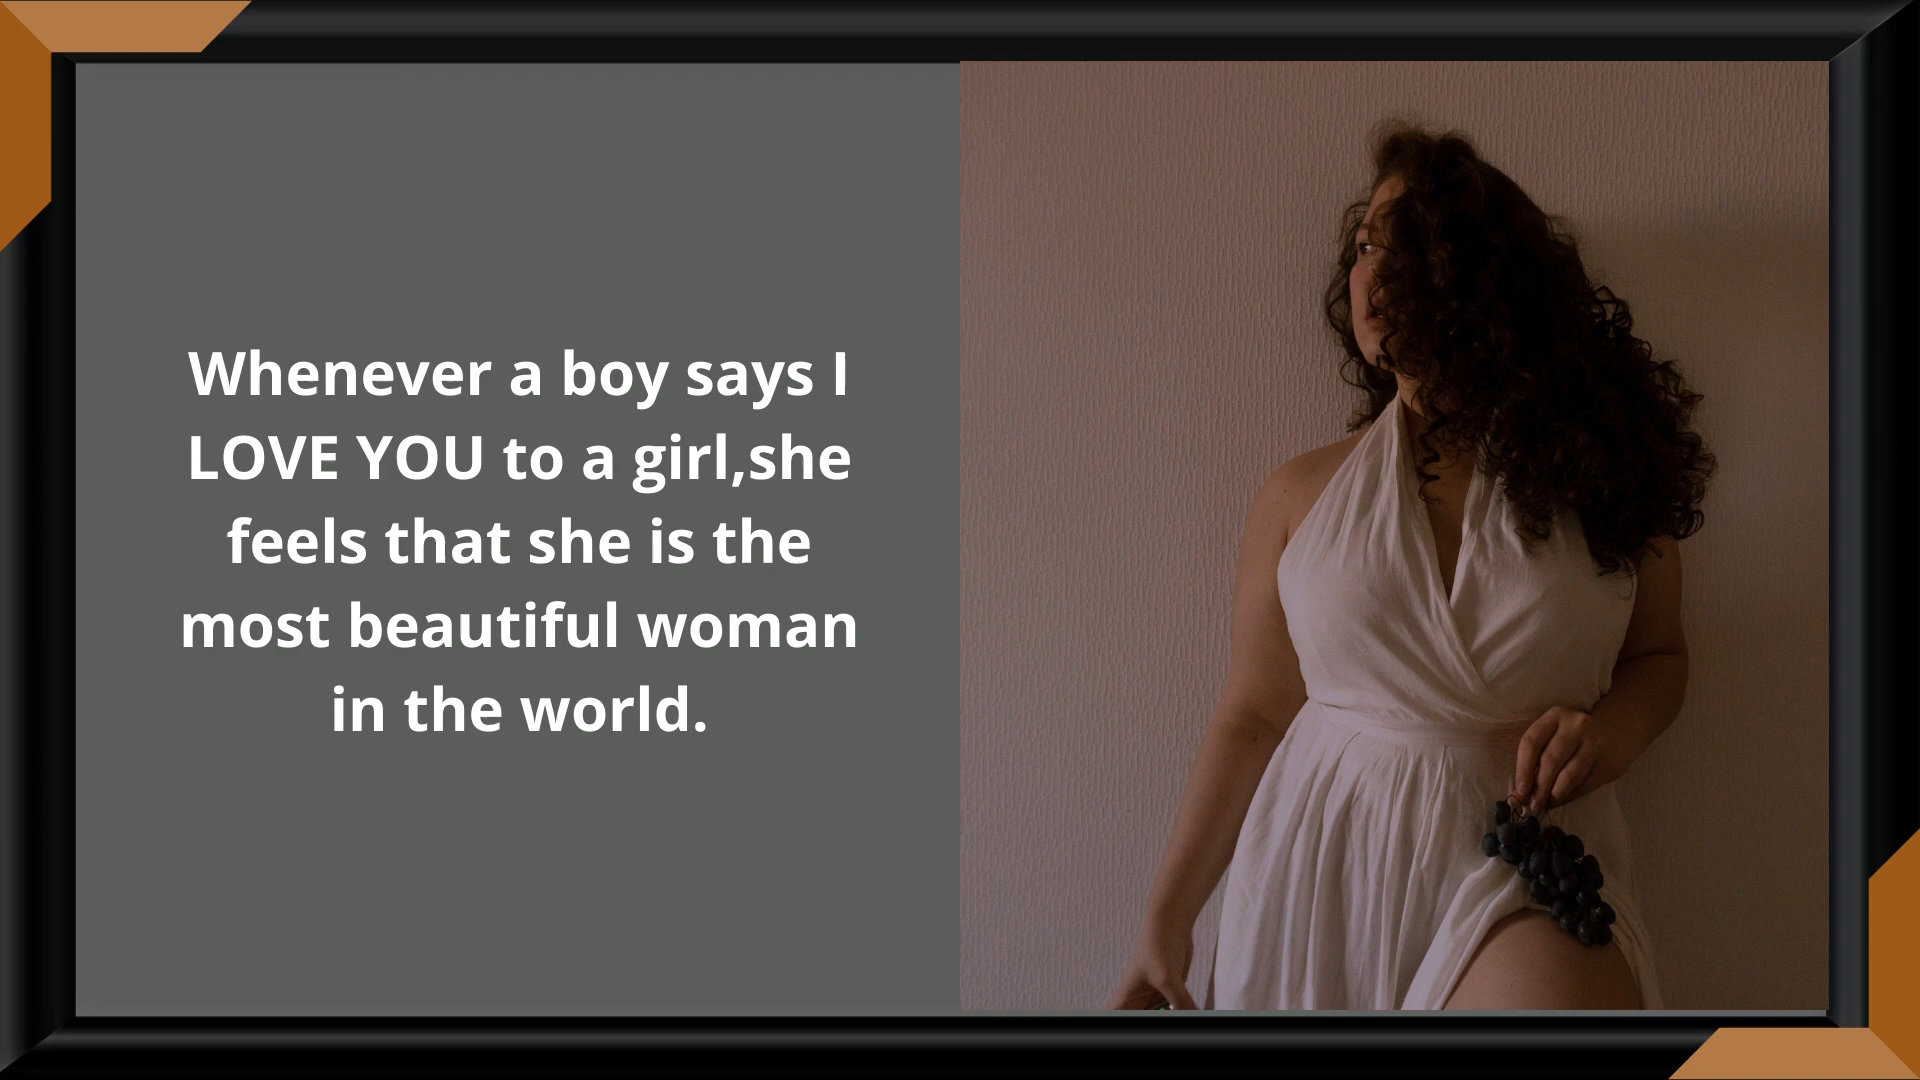 Whenever a boy says I
LOVE YOU to a girl,she
feels that she is the
most beautiful woman
in the world.